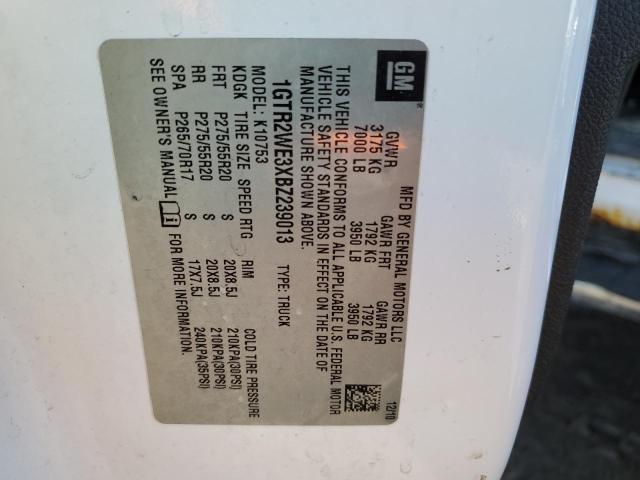 GM
MFD BY GENERAL MOTORS LLC 12/10
GVWR GAWR FRT GAWR RR
3175 KG 1792 KG 1792 KG
7000 LB 3950 LB 3950 LB
THIS VEHICLE CONFORMS TO ALL APPLICABLE U.S. FEDERAL MOTOR
VEHICLE SAFETY STANDARDS IN EFFECT ON THE DATE OF
MANUFACTURE SHOWN ABOVE.
1GTR2WE3XBZ239013 TYPE: TRUCK
MODEL: K10753
KDGK TIRE SIZE SPEED RTG RIM COLD TIRE PRESSURE
FRT P275/55R20 S 20X8.5J 210KPA(30PSI)
RR P275/55R20 S 20X8.5J 210KPA(30PSI)
SPA P265/70R17 S 17X7.5J 240KPA(35PSI)
SEE OWNER'S MANUAL FOR MORE INFORMATION.